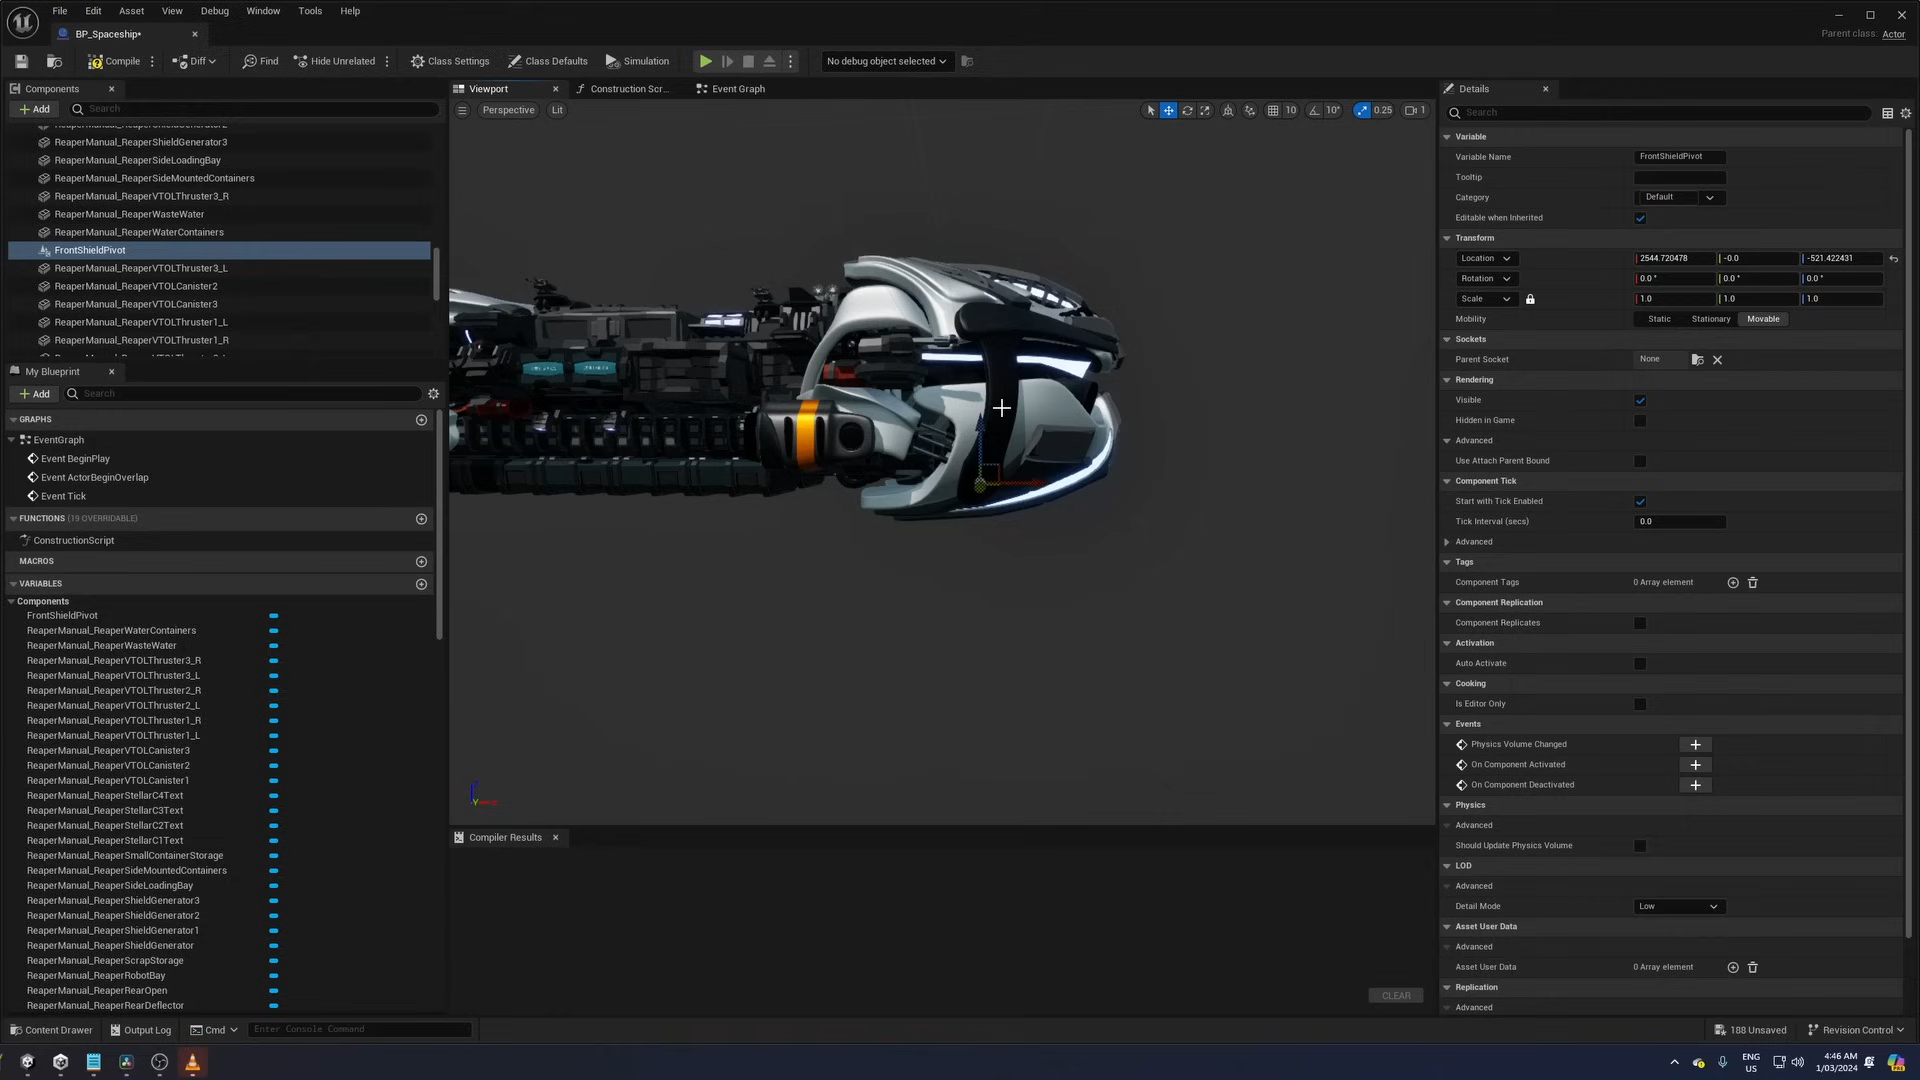 File Edit Asset View Debug Window Tools Help
BP_Spaceship•
Parent class: Actor
Compile Diff Find Hide Unrelated Class Settings Class Defaults Simulation No debug object selected
Components
Add Search
ReaperManual_ReaperShieldGenerator2
ReaperManual_ReaperShieldGenerator3
ReaperManual_ReaperSideLoadingBay
ReaperManual_ReaperSideMountedContainers
ReaperManual_ReaperVTOLThruster3_R
ReaperManual_ReaperWasteWater
ReaperManual_ReaperWaterContainers
FrontShieldPivot
ReaperManual_ReaperVTOLThruster3_L
ReaperManual_ReaperVTOLCanister2
ReaperManual_ReaperVTOLCanister3
ReaperManual_ReaperVTOLThruster1_L
ReaperManual_ReaperVTOLThruster1_R
My Blueprint
Add Search
GRAPHS
EventGraph
Event BeginPlay
Event ActorBeginOverlap
Event Tick
FUNCTIONS (19 OVERRIDABLE)
ConstructionScript
MACROS
VARIABLES
Components
FrontShieldPivot
ReaperManual_ReaperWaterContainers
ReaperManual_ReaperWasteWater
ReaperManual_ReaperVTOLThruster3_R
ReaperManual_ReaperVTOLThruster3_L
ReaperManual_ReaperVTOLThruster2_R
ReaperManual_ReaperVTOLThruster2_L
ReaperManual_ReaperVTOLThruster1_R
ReaperManual_ReaperVTOLThruster1_L
ReaperManual_ReaperVTOLCanister3
ReaperManual_ReaperVTOLCanister2
ReaperManual_ReaperVTOLCanister1
ReaperManual_ReaperStellarC4Text
ReaperManual_ReaperStellarC3Text
ReaperManual_ReaperStellarC2Text
ReaperManual_ReaperStellarC1Text
ReaperManual_ReaperSmallContainerStorage
ReaperManual_ReaperSideMountedContainers
ReaperManual_ReaperSideLoadingBay
ReaperManual_ReaperShieldGenerator3
ReaperManual_ReaperShieldGenerator2
ReaperManual_ReaperShieldGenerator1
ReaperManual_ReaperShieldGenerator
ReaperManual_ReaperScrapStorage
ReaperManual_ReaperRobotBay
ReaperManual_ReaperRearOpen
ReaperManual_ReaperRearDeflector
Viewport Construction Scr... Event Graph
Perspective Lit 10 10° 0.25 1
Compiler Results
CLEAR
Details
Search
Variable
Variable Name FrontShieldPivot
Tooltip
Category Default
Editable when Inherited
Transform
Location 2544.720478 -0.0 -521.422431
Rotation 0.0 ° 0.0 ° 0.0 °
Scale 1.0 1.0 1.0
Mobility Static Stationary Movable
Sockets
Parent Socket None
Rendering
Visible
Hidden in Game
Advanced
Use Attach Parent Bound
Component Tick
Start with Tick Enabled
Tick Interval (secs) 0.0
Advanced
Tags
Component Tags 0 Array element
Component Replication
Component Replicates
Activation
Auto Activate
Cooking
Is Editor Only
Events
Physics Volume Changed
On Component Activated
On Component Deactivated
Physics
Advanced
Should Update Physics Volume
LOD
Advanced
Detail Mode Low
Asset User Data
Advanced
Asset User Data 0 Array element
Replication
Advanced
Content Drawer Output Log Cmd Enter Console Command 188 Unsaved Revision Control
ENG
US
4:46 AM
1/03/2024